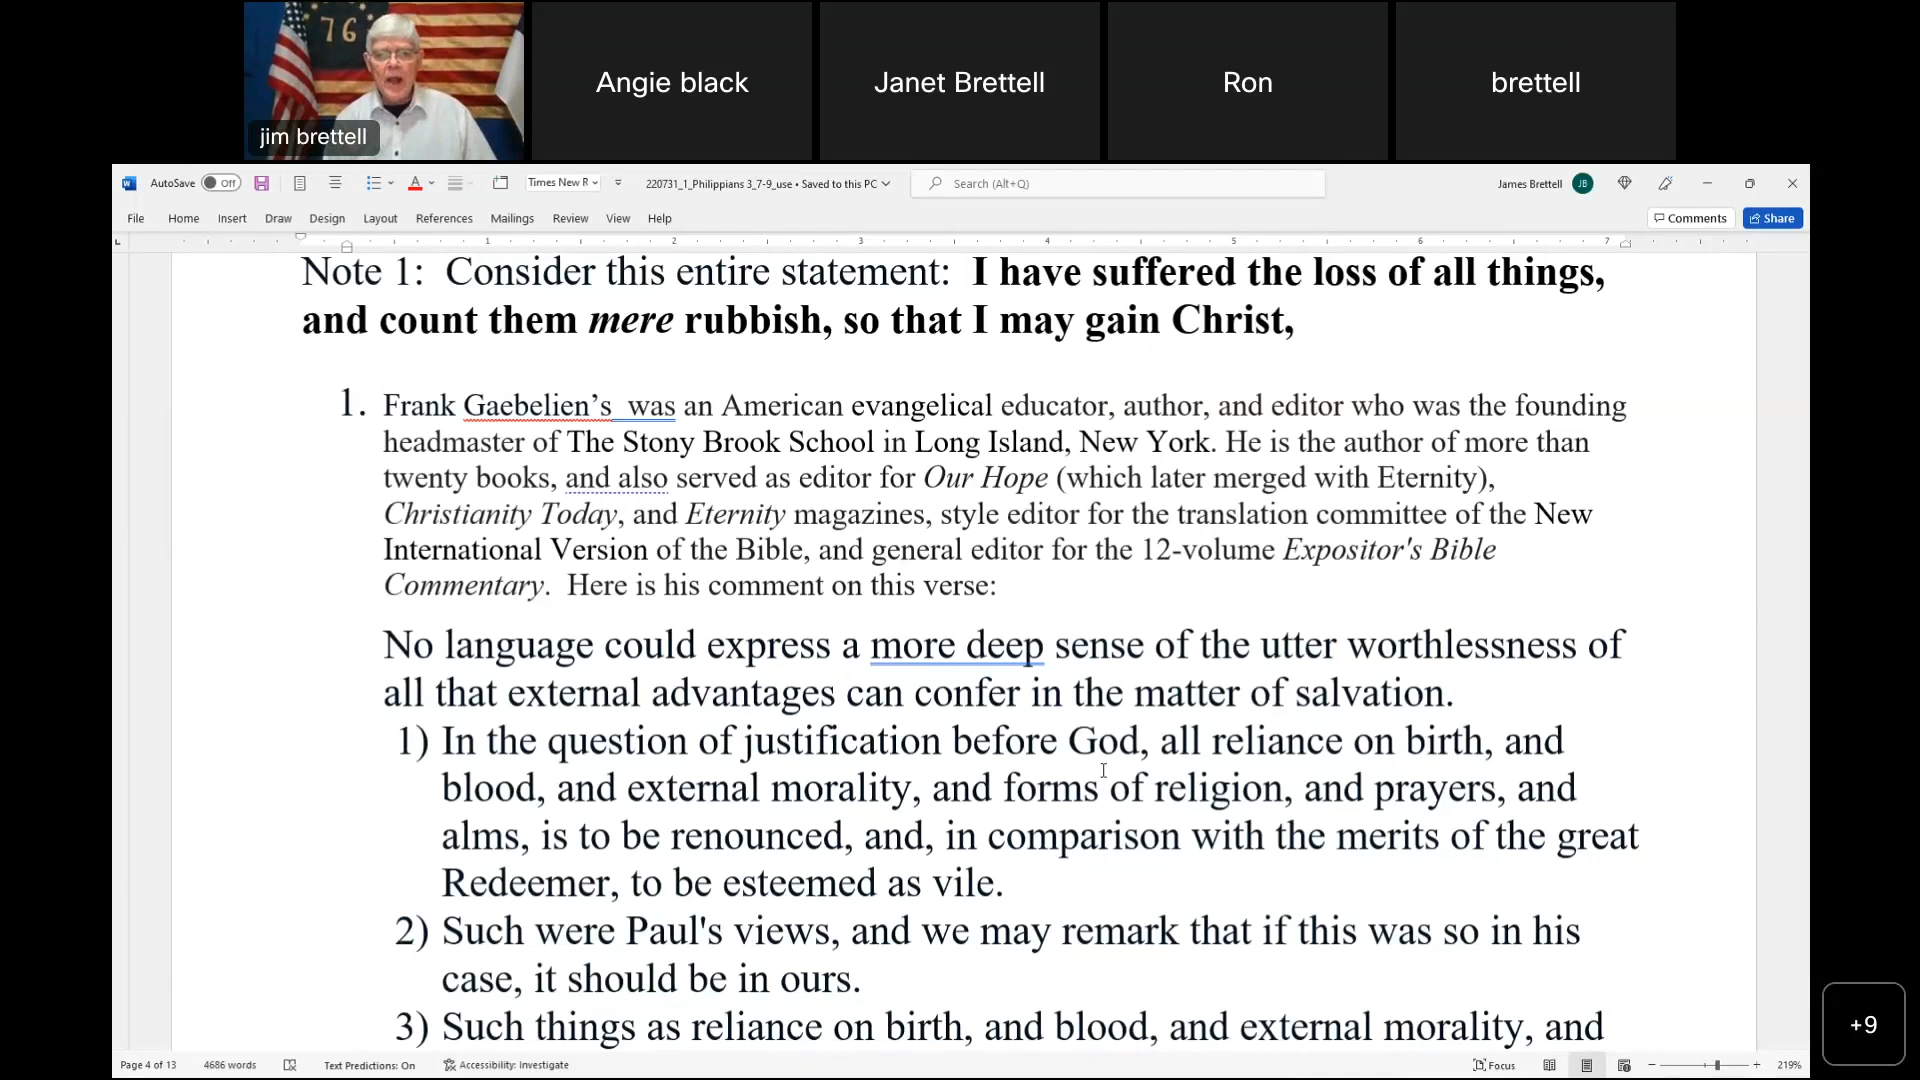 76
jim brettell
Angie black
Janet Brettell
Ron
brettell
AutoSave Off
Times New R
220731_1_Philippians 3_7-9_use • Saved to this PC
Search (Alt+Q)
James Brettell
JB
File Home Insert Draw Design Layout References Mailings Review View Help
Comments
Share
1 2 3 4 5 6 7
Note 1:  Consider this entire statement:  I have suffered the loss of all things,
and count them mere rubbish, so that I may gain Christ,
1. Frank Gaebelien’s  was an American evangelical educator, author, and editor who was the founding
headmaster of The Stony Brook School in Long Island, New York. He is the author of more than
twenty books, and also served as editor for Our Hope (which later merged with Eternity),
Christianity Today, and Eternity magazines, style editor for the translation committee of the New
International Version of the Bible, and general editor for the 12-volume Expositor's Bible
Commentary.  Here is his comment on this verse:
No language could express a more deep sense of the utter worthlessness of
all that external advantages can confer in the matter of salvation.
1) In the question of justification before God, all reliance on birth, and
blood, and external morality, and forms of religion, and prayers, and
alms, is to be renounced, and, in comparison with the merits of the great
Redeemer, to be esteemed as vile.
2) Such were Paul's views, and we may remark that if this was so in his
case, it should be in ours.
3) Such things as reliance on birth, and blood, and external morality, and
+9
Page 4 of 13
4686 words
Text Predictions: On
Accessibility: Investigate
Focus
219%